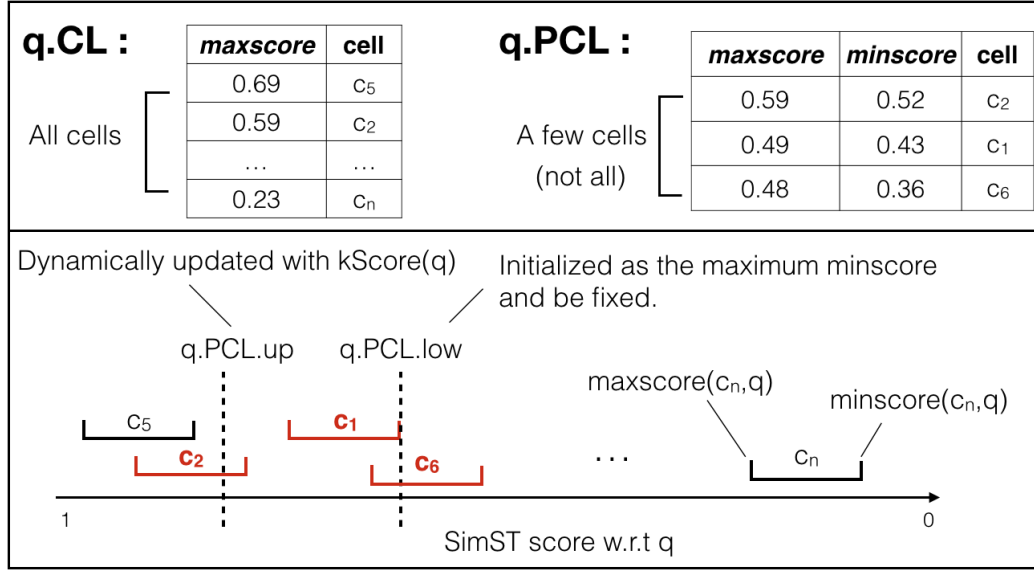 q.CL :
maxscore cell
0.69 c₅
0.59 c₂
... ...
0.23 cₙ
All cells
q.PCL :
maxscore minscore cell
0.59 0.52 c₂
0.49 0.43 c₁
0.48 0.36 c₆
A few cells
(not all)
Dynamically updated with kScore(q)
Initialized as the maximum minscore
and be fixed.
q.PCL.up q.PCL.low
maxscore(cₙ,q)
minscore(cₙ,q)
c₅ c₁
c₂ c₆ ... cₙ
1 0
SimST score w.r.t q